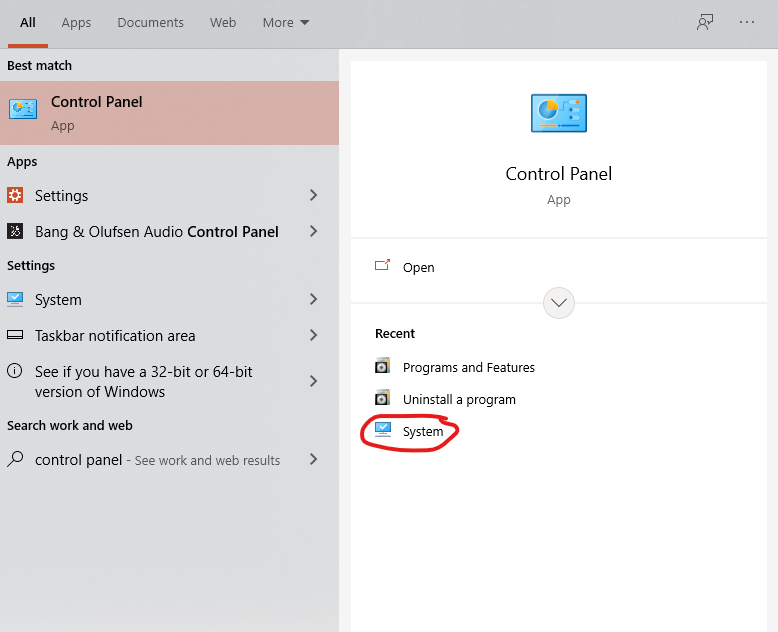 All Apps Documents Web More
Best match
Control Panel
App
Apps
Settings
Bang & Olufsen Audio Control Panel
Settings
System
Taskbar notification area
See if you have a 32-bit or 64-bit
version of Windows
Search work and web
control panel - See work and web results
Control Panel
App
Open
Recent
Programs and Features
Uninstall a program
System